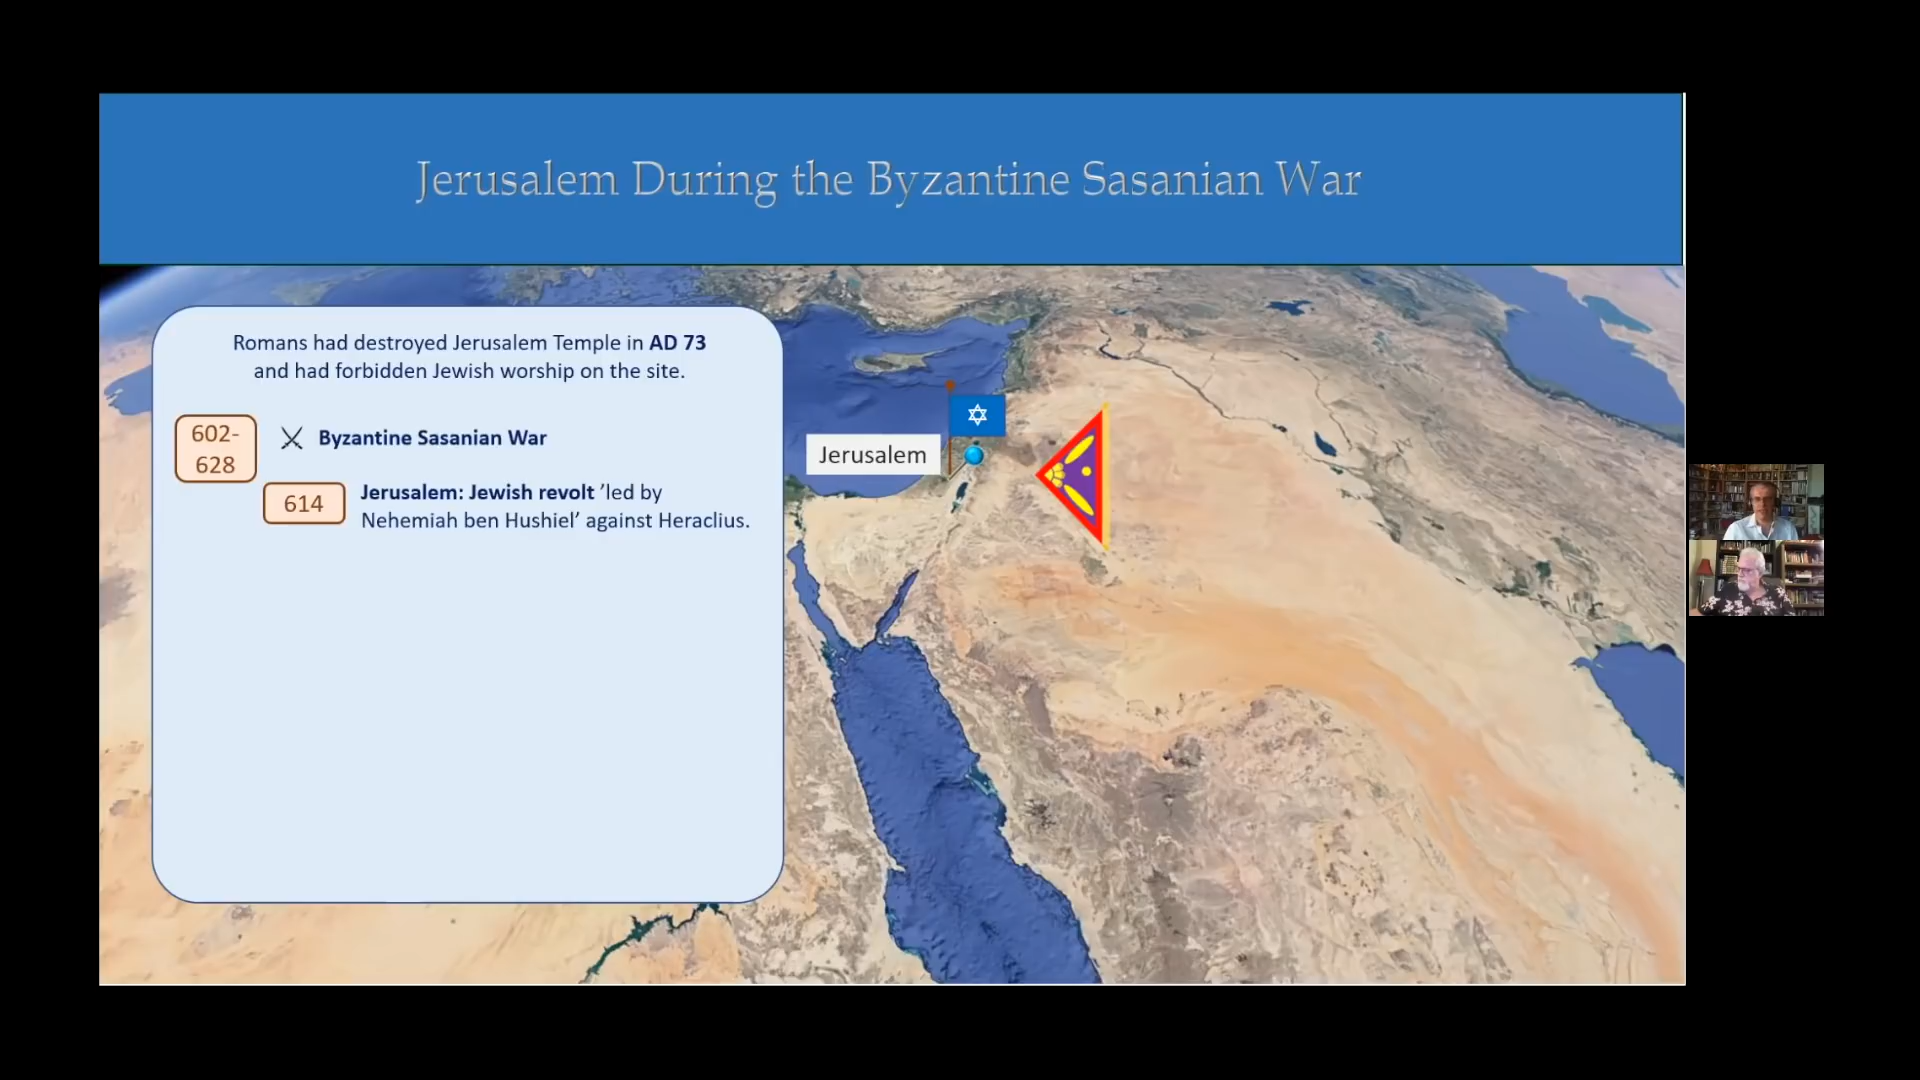 Jerusalem During the Byzantine Sasanian War
Romans had destroyed Jerusalem Temple in AD 73
and had forbidden Jewish worship on the site.
602-
628
Byzantine Sasanian War
614
Jerusalem: Jewish revolt ’led by
Nehemiah ben Hushiel’ against Heraclius.
Jerusalem